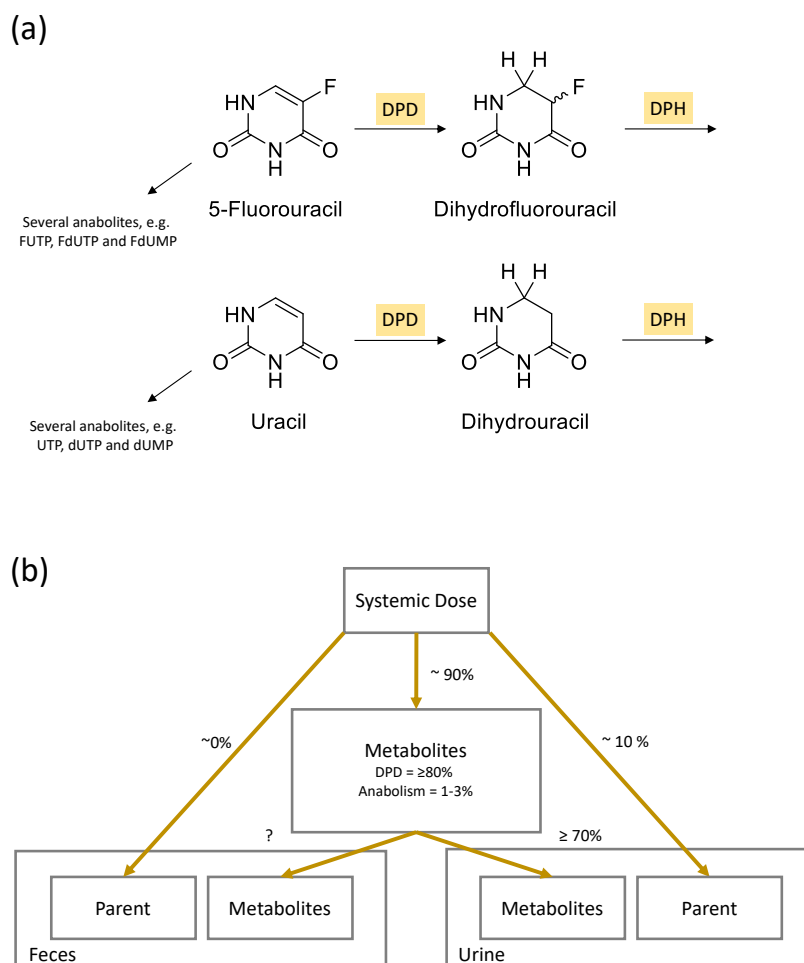 (a)
F
HN
O
N
H
O
5-Fluorouracil
DPD
H H
F
HN
O
NH
O
Dihydrofluorouracil
DPH
Several anabolites, e.g.
FUTP, FdUTP and FdUMP
HN
O
N
H
O
Uracil
DPD
H H
HN
O
N
H
O
Dihydrouracil
DPH
Several anabolites, e.g.
UTP, dUTP and dUMP
(b)
Systemic Dose
~0%
~ 90%
~ 10 %
Metabolites
DPD = ≥80%
Anabolism = 1-3%
?
≥ 70%
Parent
Metabolites
Feces
Metabolites
Parent
Urine